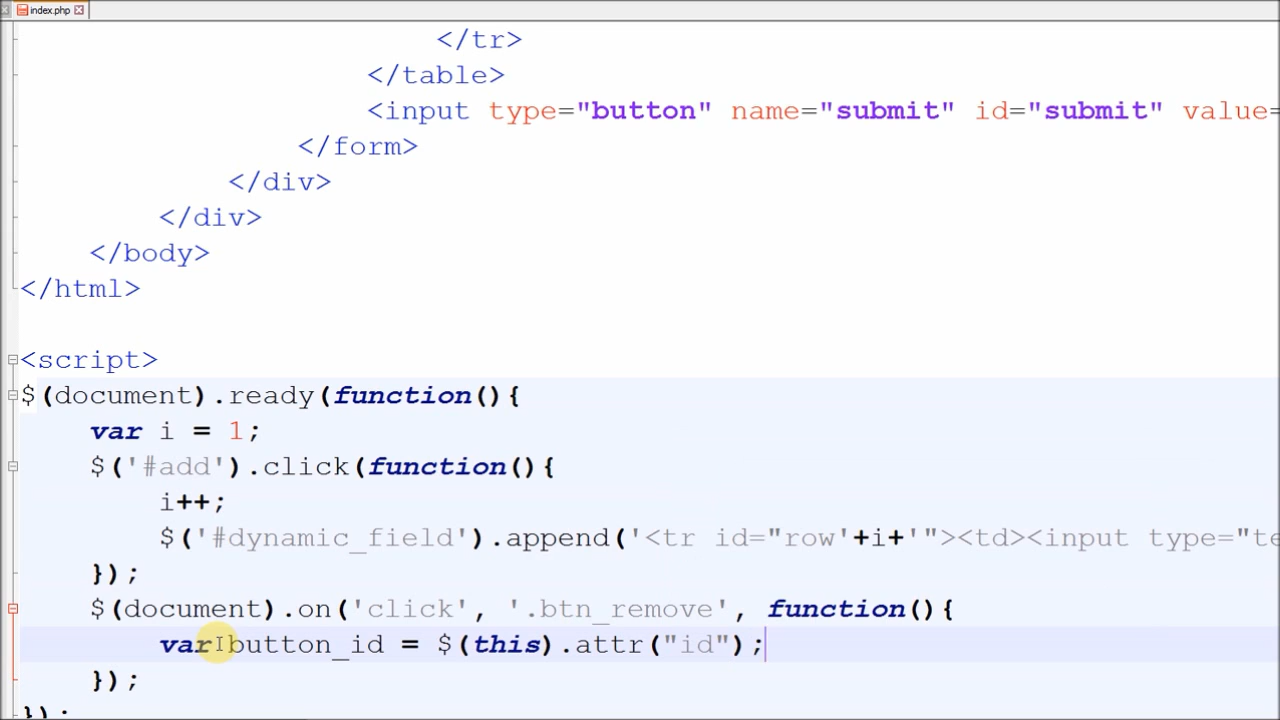 index.php
</tr>
</table>
<input type="button" name="submit" id="submit" value=
</form>
</div>
</div>
</body>
</html>
<script>
$(document).ready(function(){
var i = 1;
$('#add').click(function(){
i++;
$('#dynamic_field').append('<tr id="row'+i+'"><td><input type="te
});
$(document).on('click', '.btn_remove', function(){
var button_id = $(this).attr("id");
});
});